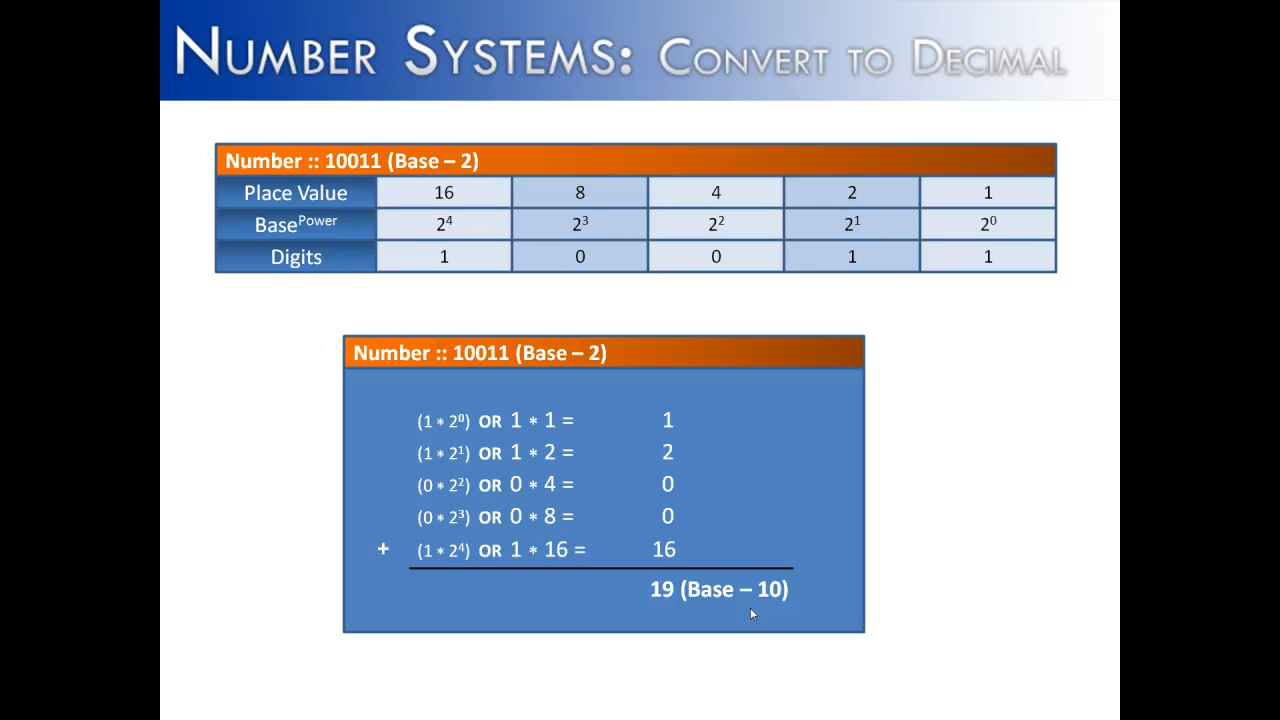 NUMBER SYSTEMS: CONVERT TO DECIMAL
Number :: 10011 (Base – 2)
Place Value 16 8 4 2 1
Base^Power 2⁴ 2³ 2² 2¹ 2⁰
Digits 1 0 0 1 1
Number :: 10011 (Base – 2)
(1 * 2⁰) OR 1 * 1 = 1
(1 * 2¹) OR 1 * 2 = 2
(0 * 2²) OR 0 * 4 = 0
(0 * 2³) OR 0 * 8 = 0
+ (1 * 2⁴) OR 1 * 16 = 16
19 (Base – 10)